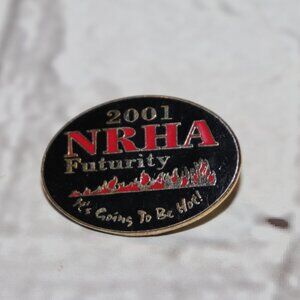 2001
NRHA
Futurity
It's Going To Be Hot!